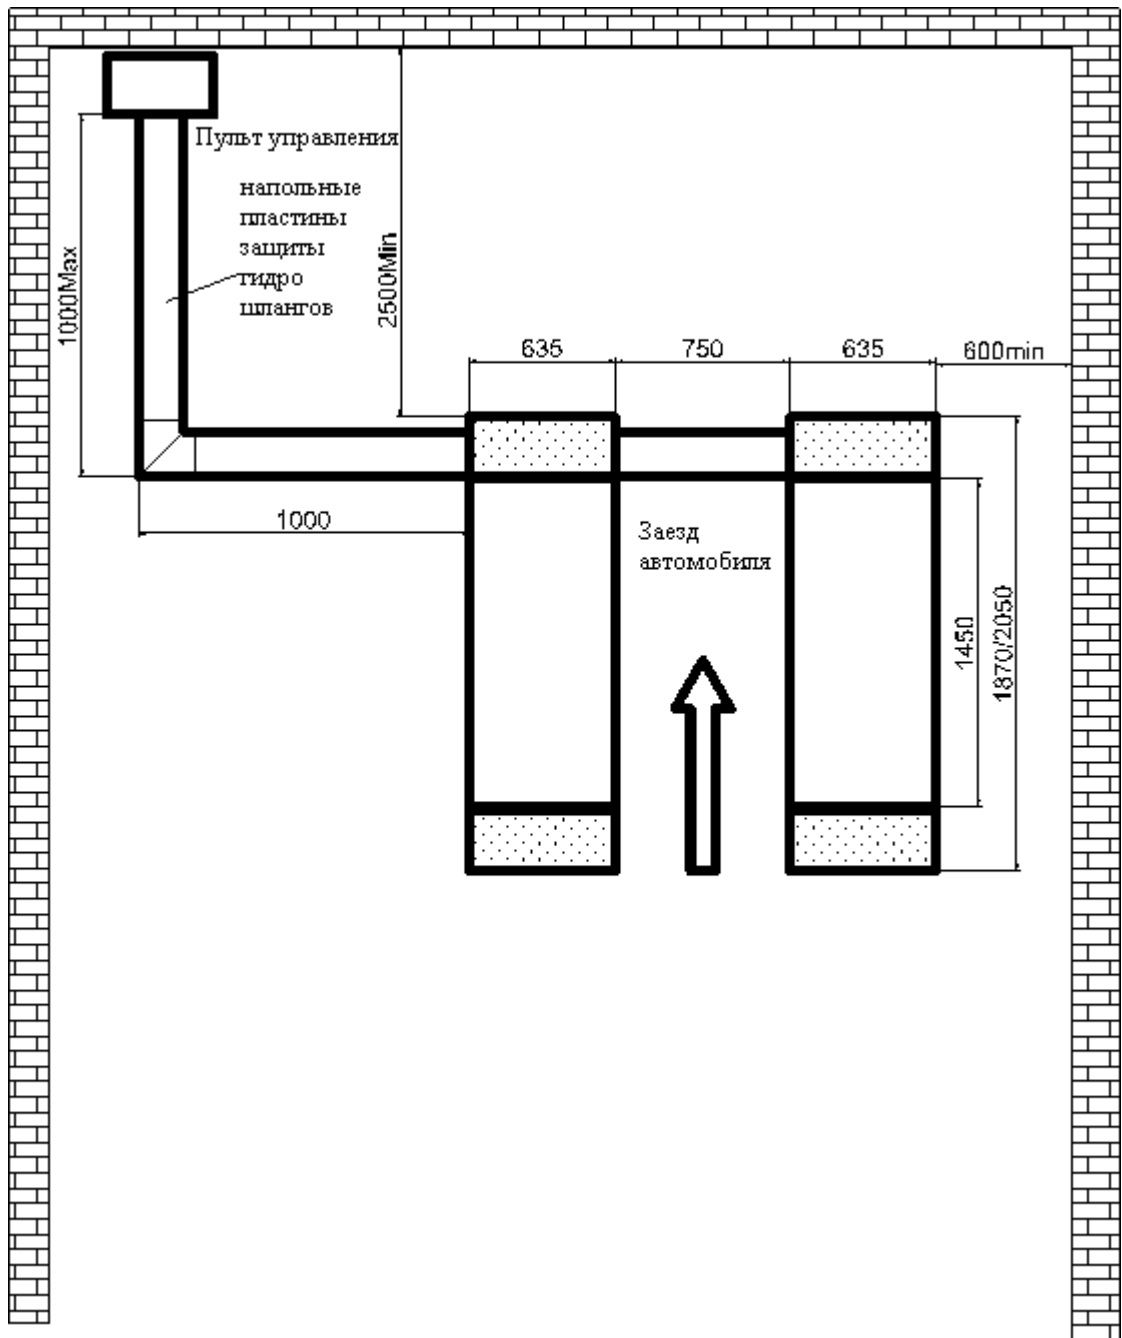 Пульт управления
напольные
пластины
защиты
гидро
шлангов
1000Max
2500Min
635
750
635
600min
1000
Заезд
автомобиля
1450
1870/2050